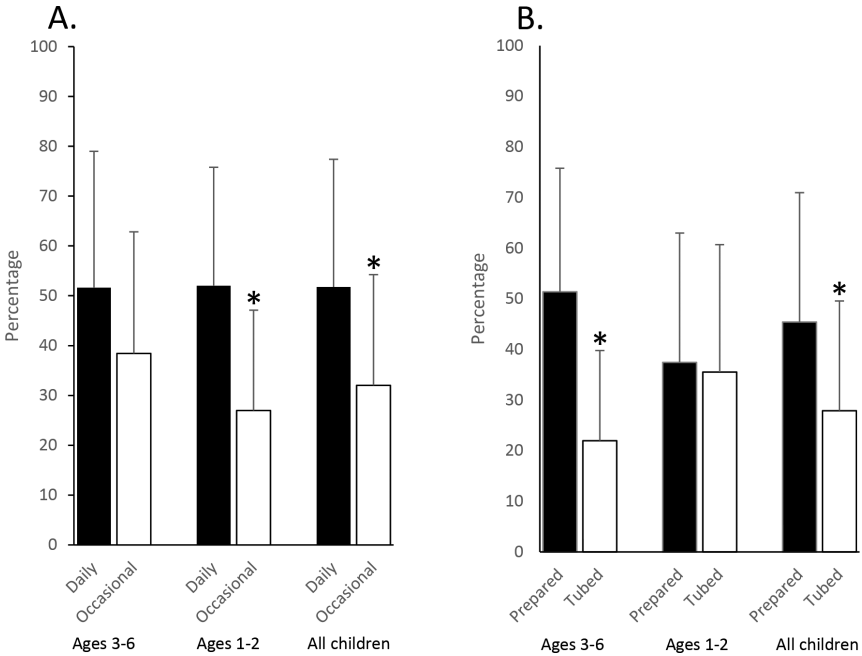 A.
100
90
80
70
60
50
40
30
20
10
0
Percentage
*
*
Daily
Occasional
Daily
Occasional
Daily
Occasional
Ages 3-6
Ages 1-2
All children
B.
100
90
80
70
60
50
40
30
20
10
0
Percentage
*
*
Prepared
Tubed
Prepared
Tubed
Prepared
Tubed
Ages 3-6
Ages 1-2
All children